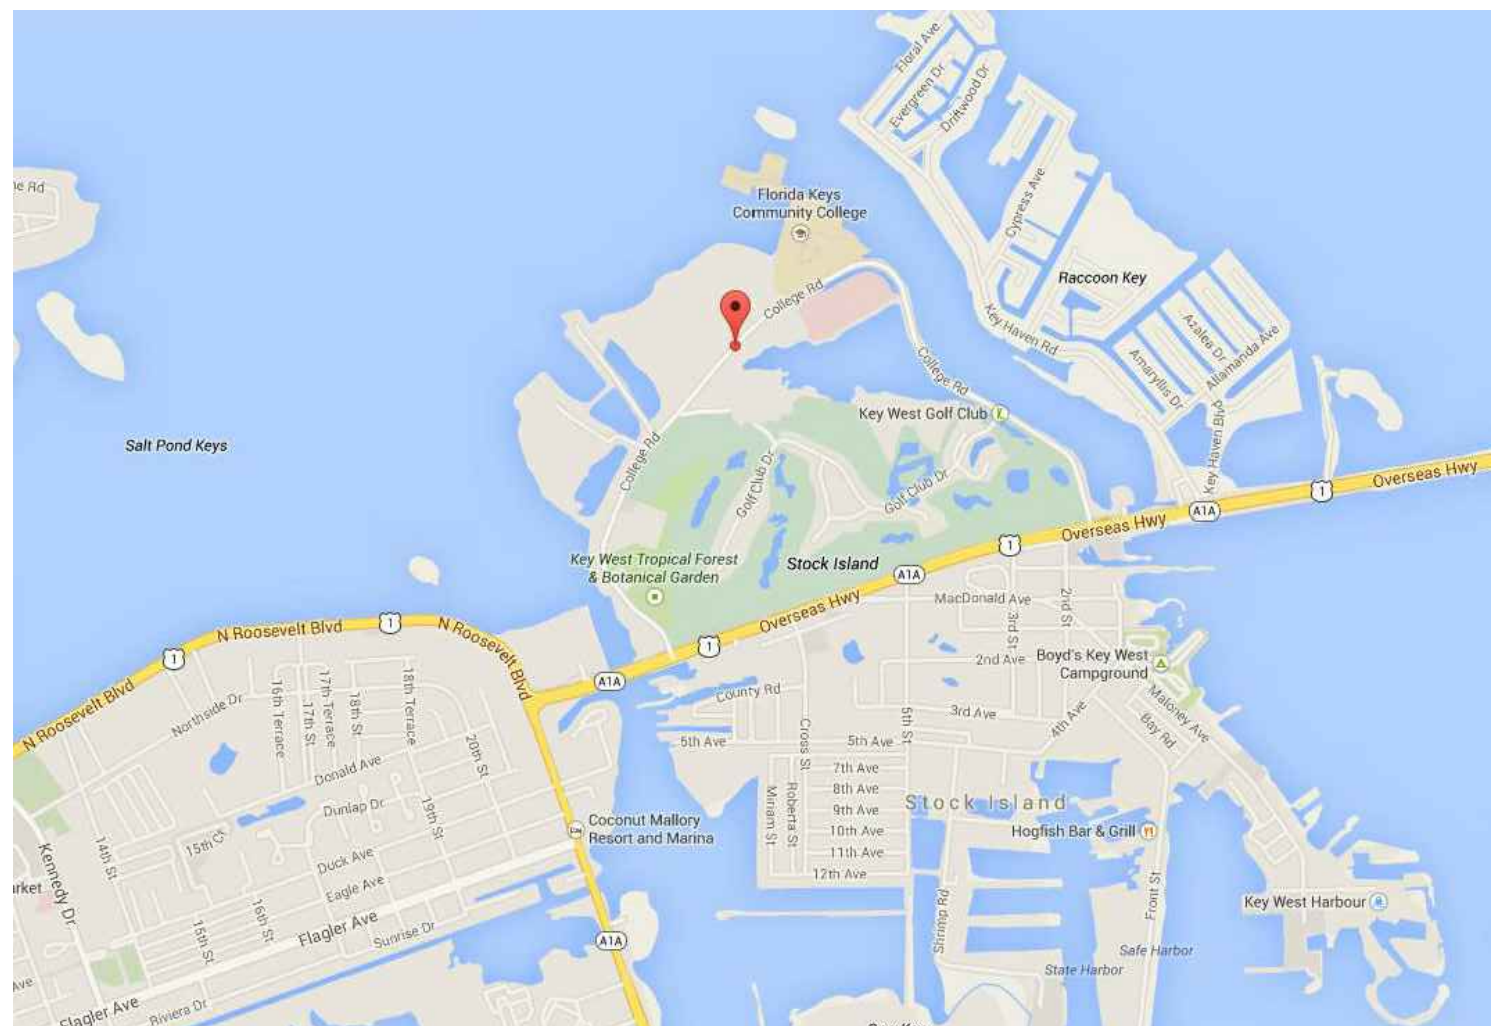 Floral Ave
Evergreen Dr
Driftwood Dr
Florida Keys
Community College
Cypress Ave
Raccoon Key
College Rd
Key Haven Rd
Azalea Dr
Allamanda Ave
Amaryllis Dr
College Rd
Key West Golf Club
Key Haven Blvd
Salt Pond Keys
College Rd
Golf Club Dr
Golf Club Dr
Overseas Hwy
1
A1A
Overseas Hwy
1
Key West Tropical Forest
& Botanical Garden
Stock Island
A1A
Overseas Hwy
1
MacDonald Ave
2nd St
3rd St
N Roosevelt Blvd
1
N Roosevelt Blvd
1
N Roosevelt Blvd
A1A
2nd Ave
Boyd's Key West
Campground
Northside Dr
16th Terrace
17th Terrace
17th St
18th St
18th Terrace
20th St
County Rd
3rd Ave
4th Ave
Maloney Ave
Bay Rd
5th Ave
Cross St
5th Ave
5th St
Donald Ave
7th Ave
8th Ave
9th Ave
10th Ave
11th Ave
12th Ave
Miriam St
Roberta St
Stock Island
Dunlap Dr
19th St
Coconut Mallory
Resort and Marina
Hogfish Bar & Grill
15th Ct
14th St
Duck Ave
Eagle Ave
Kennedy Dr
Flagler Ave
16th St
15th St
Sunrise Dr
A1A
Shrimp Rd
Front St
Key West Harbour
Safe Harbor
State Harbor
Flagler Ave
Riviera Dr